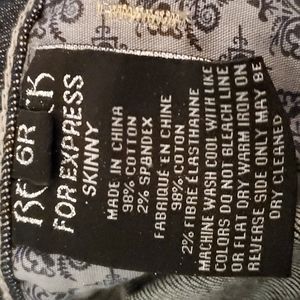 6R
FOR EXPRESS
SKINNY
MADE IN CHINA
98% COTTON
2% SPANDEX
FABRIQUÉ EN CHINE
98% COTON
2% FIBRE ÉLASTHANNE
MACHINE WASH COOL WITH LIKE
COLORS DO NOT BLEACH LINE
OR FLAT DRY WARM IRON ON
REVERSE SIDE ONLY MAY BE
DRY CLEANED